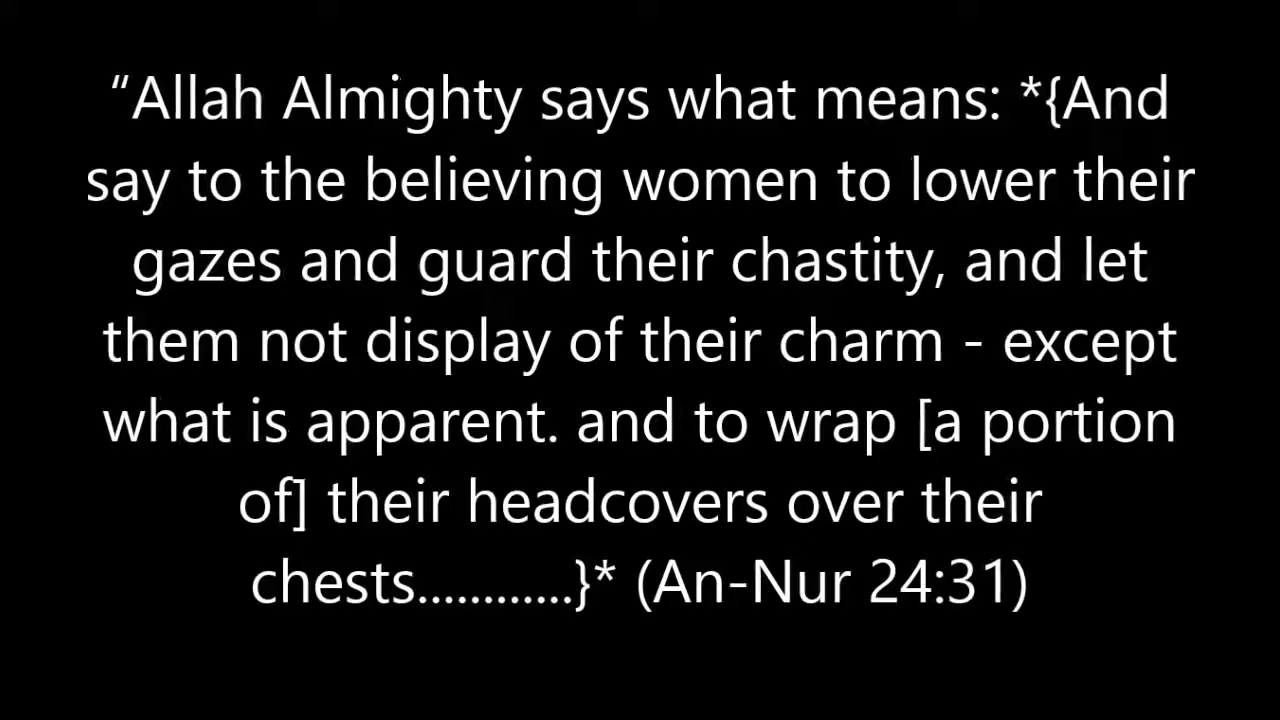 “Allah Almighty says what means: *{And
say to the believing women to lower their
gazes and guard their chastity, and let
them not display of their charm - except
what is apparent. and to wrap [a portion
of] their headcovers over their
chests............}* (An-Nur 24:31)